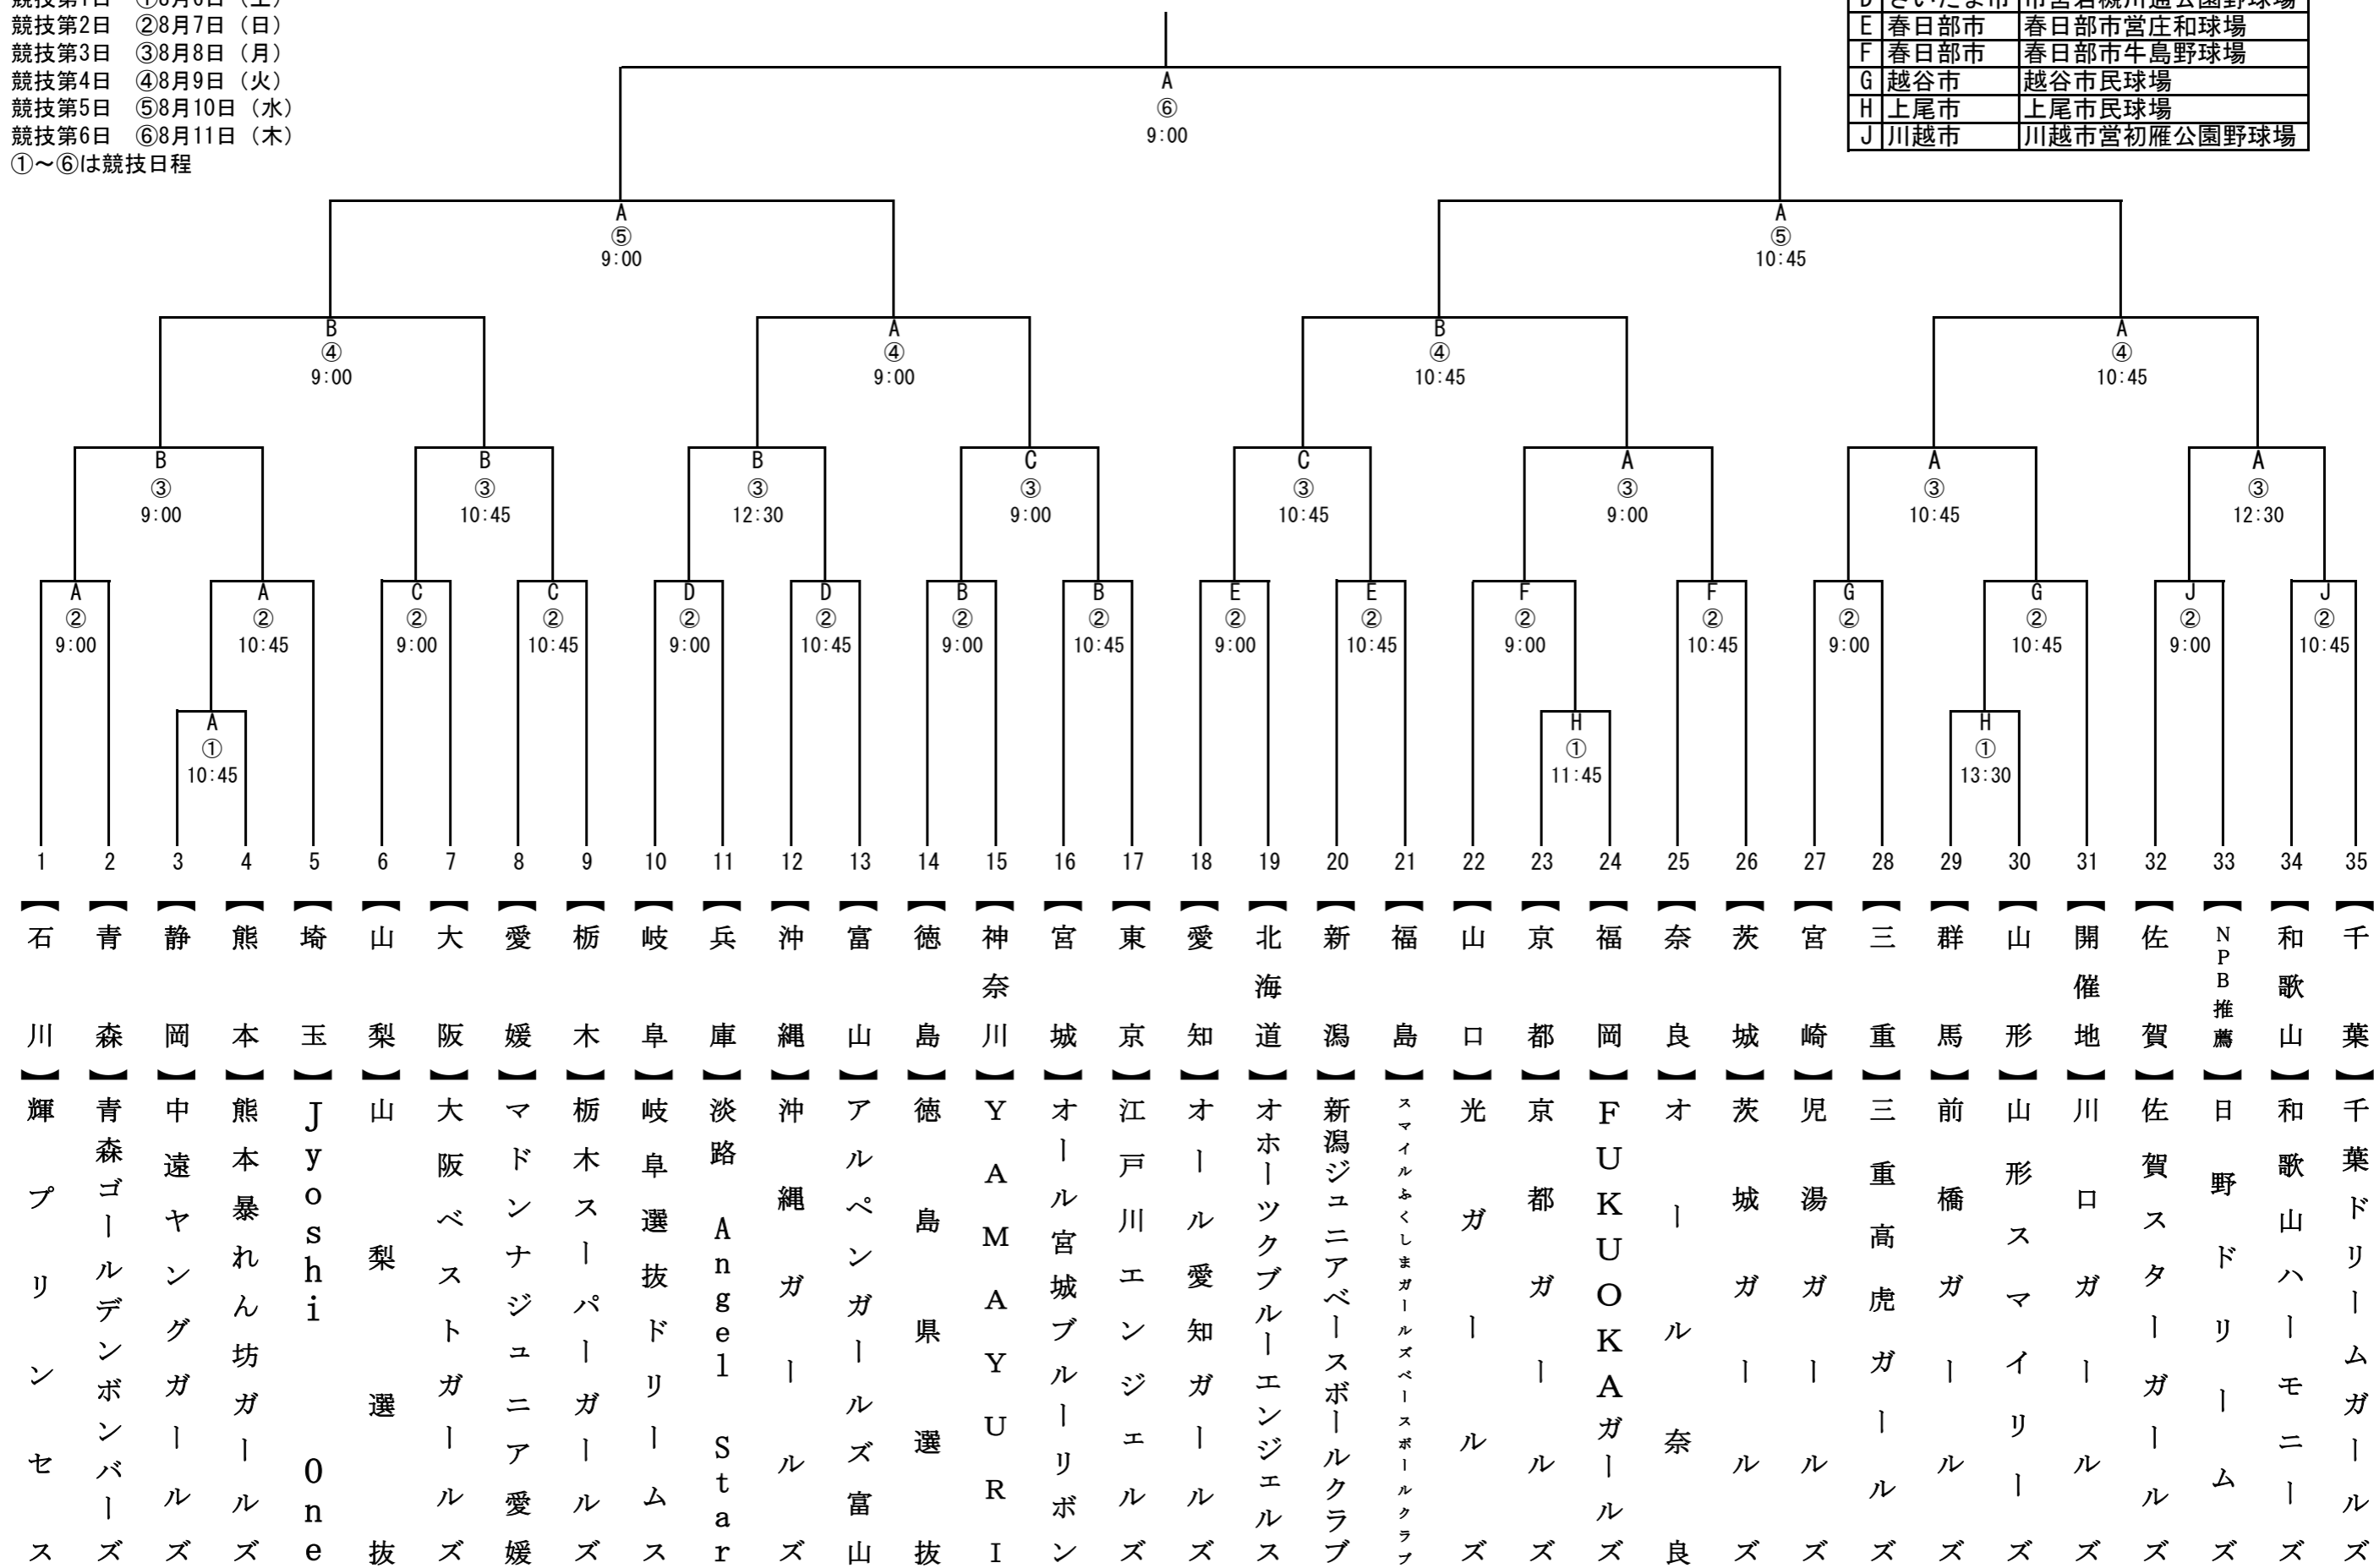 競技第1日 ①8月6日（土）
競技第2日 ②8月7日（日）
競技第3日 ③8月8日（月）
競技第4日 ④8月9日（火）
競技第5日 ⑤8月10日（水）
競技第6日 ⑥8月11日（木）
①～⑥は競技日程
D さいたま市 市営岩槻川通公園野球場
E 春日部市 春日部市営庄和球場
F 春日部市 春日部市牛島野球場
G 越谷市 越谷市民球場
H 上尾市 上尾市民球場
J 川越市 川越市営初雁公園野球場
A
⑥
9:00
A A
⑤ ⑤
9:00 10:45
B A B A
④ ④ ④ ④
9:00 9:00 10:45 10:45
B B B C C A A A
③ ③ ③ ③ ③ ③ ③ ③
9:00 10:45 12:30 9:00 10:45 9:00 10:45 12:30
A A C C D D B B E E F F G G J J
② ② ② ② ② ② ② ② ② ② ② ② ② ② ② ②
9:00 10:45 9:00 10:45 9:00 10:45 9:00 10:45 9:00 10:45 9:00 10:45 9:00 10:45 9:00 10:45
A H H
① ① ①
10:45 11:45 13:30
1 【石川】輝プリンセス
2 【青森】青森ゴールデンボンバーズ
3 【静岡】中遠ヤングガールズ
4 【熊本】熊本暴れん坊ガールズ
5 【埼玉】Jyoshi One
6 【山梨】山梨選抜
7 【大阪】大阪ベストガールズ
8 【愛媛】マドンナジュニア愛媛
9 【栃木】栃木スーパーガールズ
10 【岐阜】岐阜選抜ドリームス
11 【兵庫】淡路 Angel Star
12 【沖縄】沖縄ガールズ
13 【富山】アルペンガールズ富山
14 【徳島】徳島県選抜
15 【神奈川】YAMAYURI
16 【宮城】オール宮城ブルーリボン
17 【東京】江戸川エンジェルズ
18 【愛知】オール愛知ガールズ
19 【北海道】オホーツクブルーエンジェルス
20 【新潟】新潟ジュニアベースボールクラブ
21 【福島】スマイルふくしまガールズベースボールクラブ
22 【山口】光ガールズ
23 【京都】京都ガールズ
24 【福岡】FUKUOKAガールズ
25 【奈良】オール奈良
26 【茨城】茨城ガールズ
27 【宮崎】児湯ガールズ
28 【三重】三重高虎ガールズ
29 【群馬】前橋ガールズ
30 【山形】山形スマイリーズ
31 【開催地】川口ガールズ
32 【佐賀】佐賀スターガールズ
33 【NPB推薦】日野ドリームズ
34 【和歌山】和歌山ハーモニーズ
35 【千葉】千葉ドリームガールズ